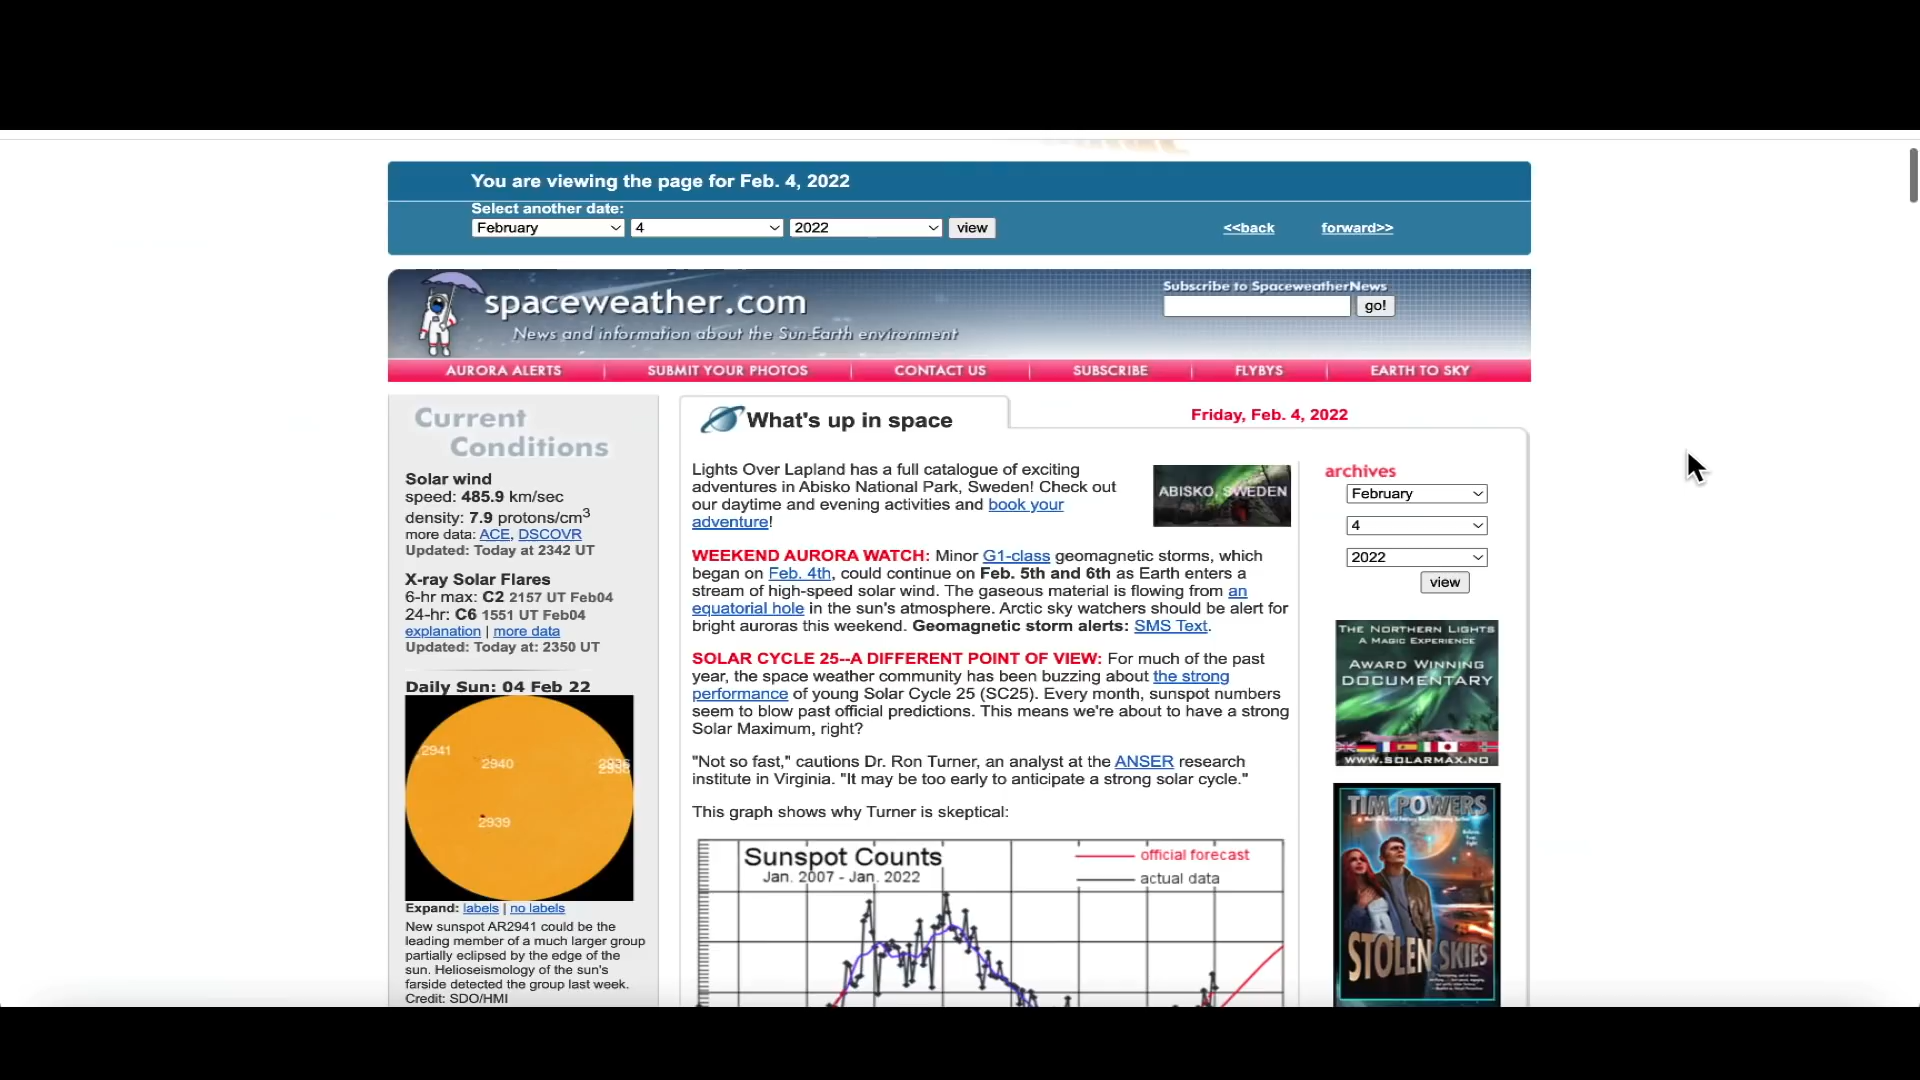 You are viewing the page for Feb. 4, 2022
Select another date:
February 4 2022 view <<back forward>>
spaceweather.com
News and information about the Sun-Earth environment
Subscribe to SpaceweatherNews
go!
AURORA ALERTS | SUBMIT YOUR PHOTOS | CONTACT US | SUBSCRIBE | FLYBYS | EARTH TO SKY
Current
Conditions
Solar wind
speed: 485.9 km/sec
density: 7.9 protons/cm3
more data: ACE, DSCOVR
Updated: Today at 2342 UT
X-ray Solar Flares
6-hr max: C2 2157 UT Feb04
24-hr: C6 1551 UT Feb04
explanation | more data
Updated: Today at: 2350 UT
Daily Sun: 04 Feb 22
2941
2940
2939
Expand: labels | no labels
New sunspot AR2941 could be the
leading member of a much larger group
partially eclipsed by the edge of the
sun. Helioseismology of the sun's
farside detected the group last week.
Credit: SDO/HMI
What's up in space
Friday, Feb. 4, 2022
Lights Over Lapland has a full catalogue of exciting
adventures in Abisko National Park, Sweden! Check out
our daytime and evening activities and book your
adventure!
ABISKO, SWEDEN
WEEKEND AURORA WATCH: Minor G1-class geomagnetic storms, which
began on Feb. 4th, could continue on Feb. 5th and 6th as Earth enters a
stream of high-speed solar wind. The gaseous material is flowing from an
equatorial hole in the sun's atmosphere. Arctic sky watchers should be alert for
bright auroras this weekend. Geomagnetic storm alerts: SMS Text.
SOLAR CYCLE 25--A DIFFERENT POINT OF VIEW: For much of the past
year, the space weather community has been buzzing about the strong
performance of young Solar Cycle 25 (SC25). Every month, sunspot numbers
seem to blow past official predictions. This means we're about to have a strong
Solar Maximum, right?
"Not so fast," cautions Dr. Ron Turner, an analyst at the ANSER research
institute in Virginia. "It may be too early to anticipate a strong solar cycle."
This graph shows why Turner is skeptical:
Sunspot Counts
Jan. 2007 - Jan. 2022
official forecast
actual data
archives
February
4
2022
view
THE NORTHERN LIGHTS
A MAGIC EXPERIENCE
AWARD WINNING
DOCUMENTARY
WWW.SOLARMAX.NO
TIM POWERS
STOLEN SKIES